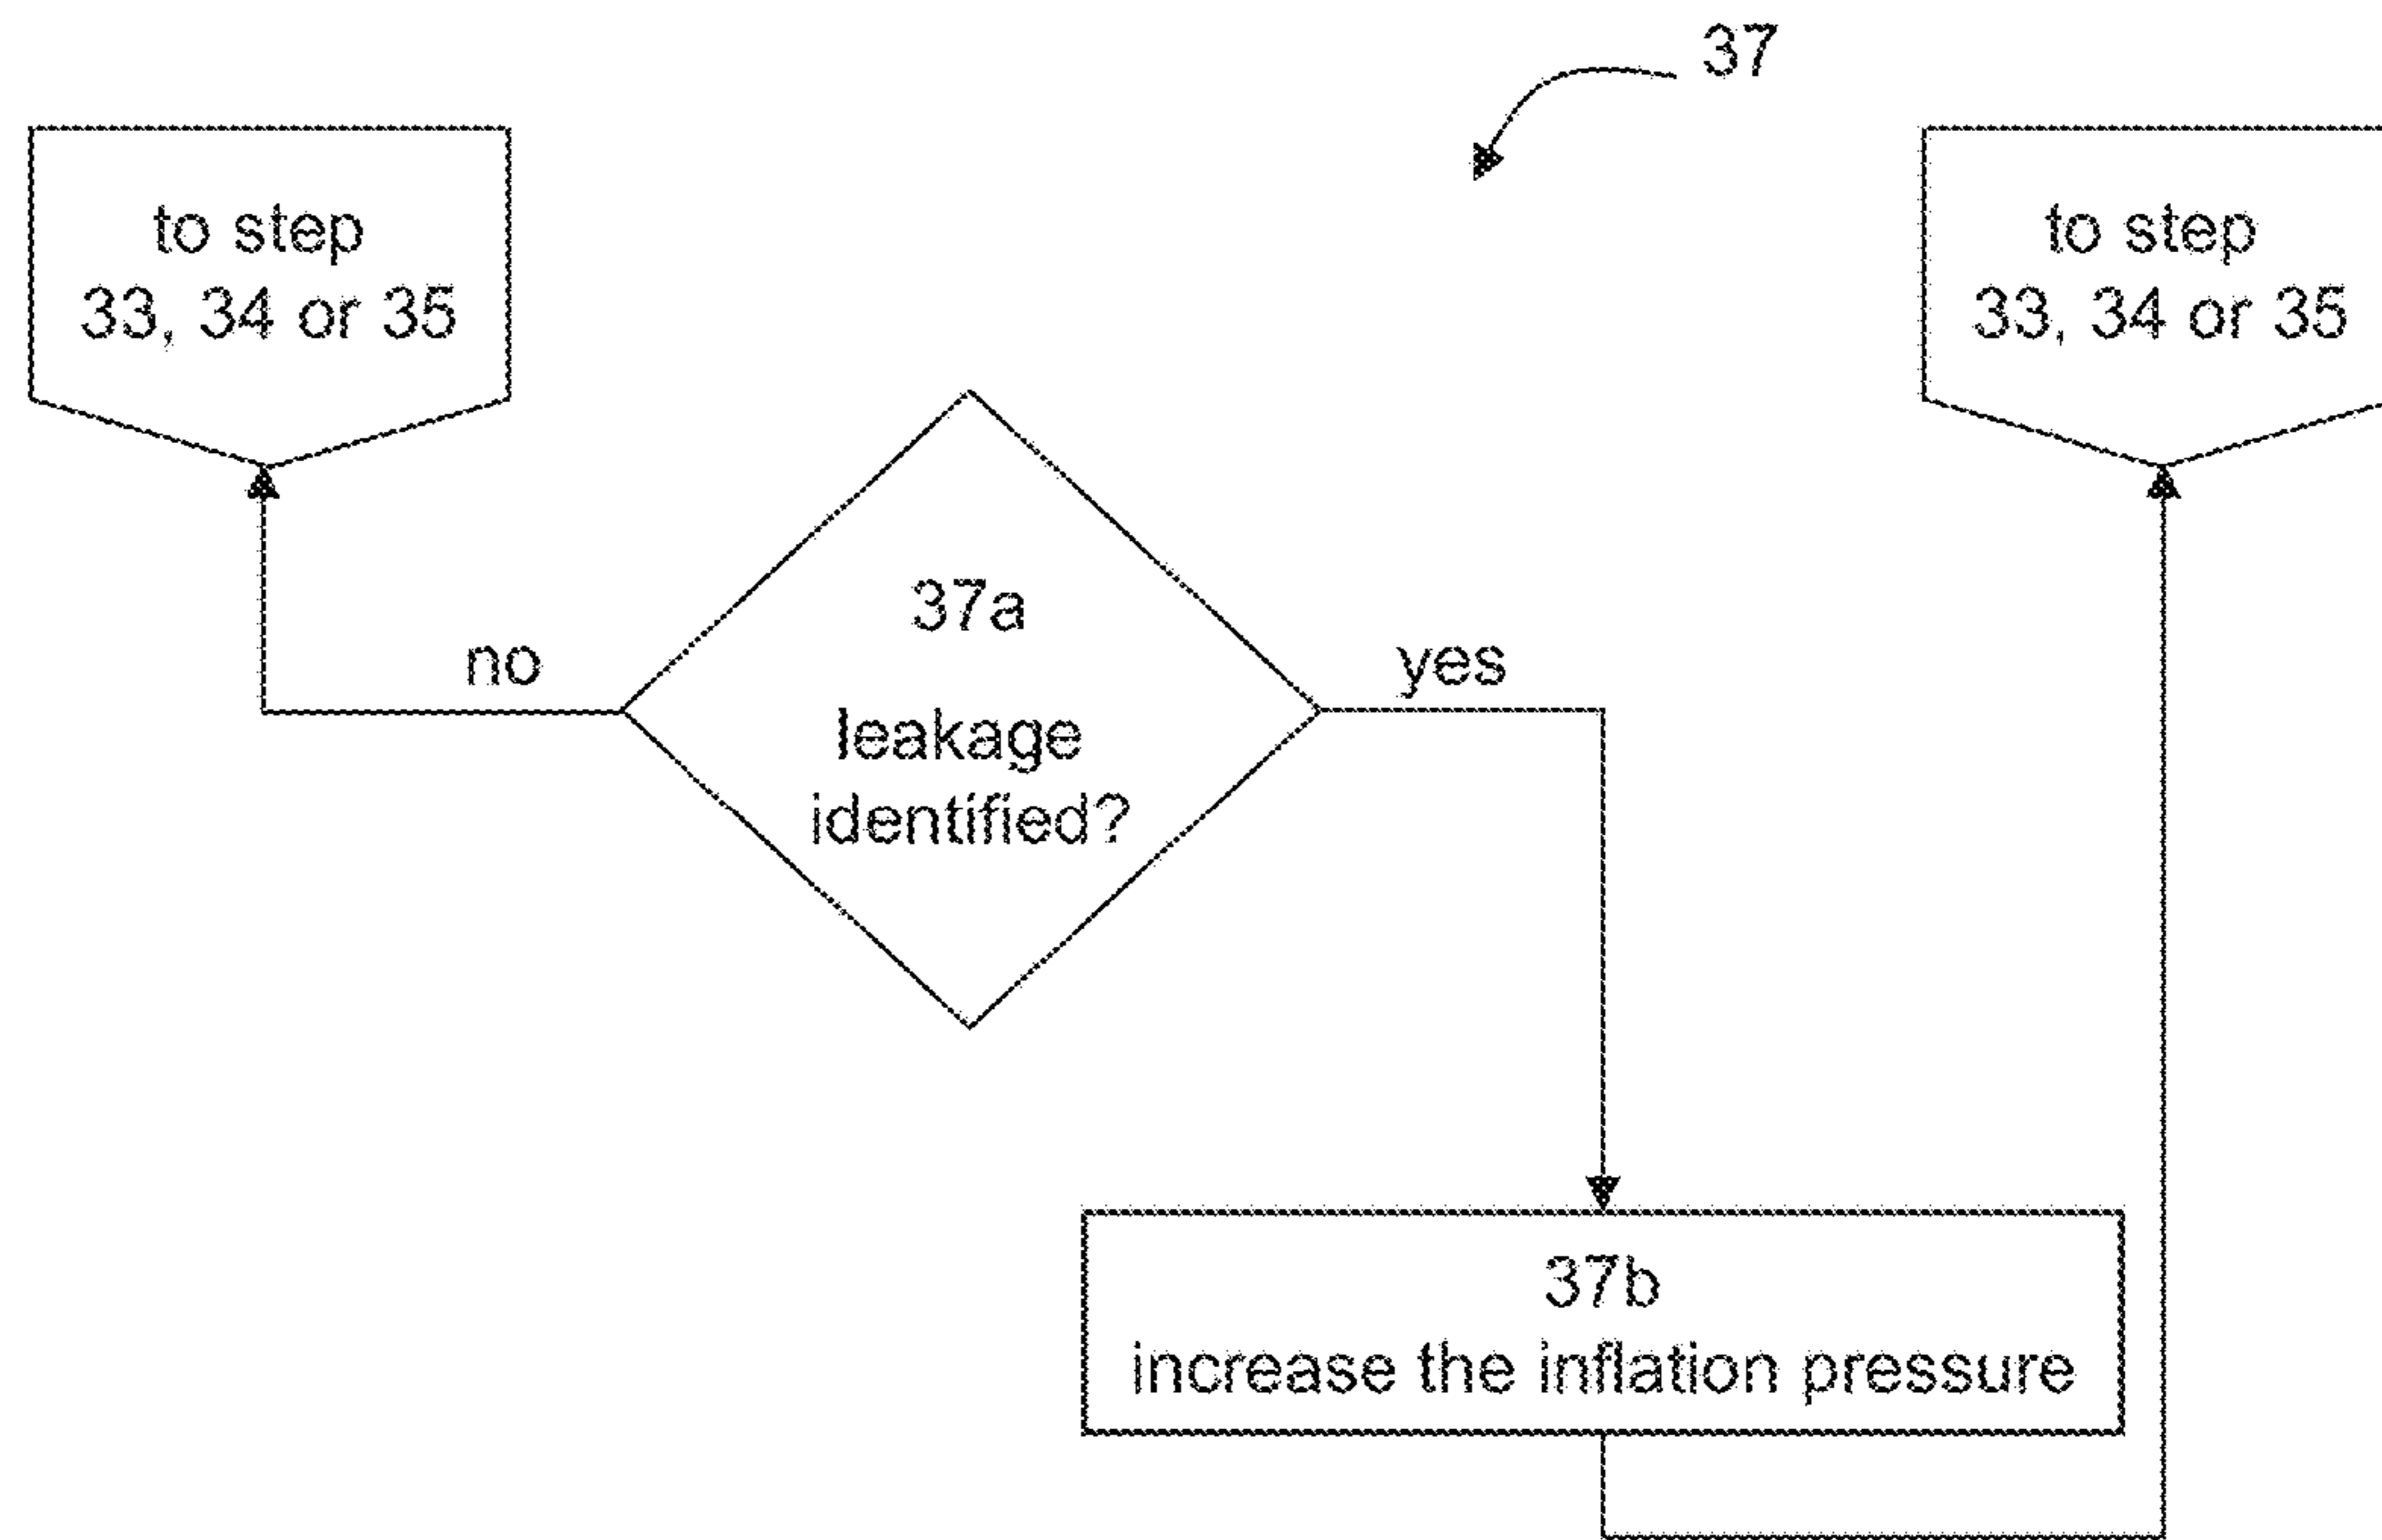 37
to step
33, 34 or 35
to step
33, 34 or 35
37a
leakage
identified?
no
yes
37b
increase the inflation pressure